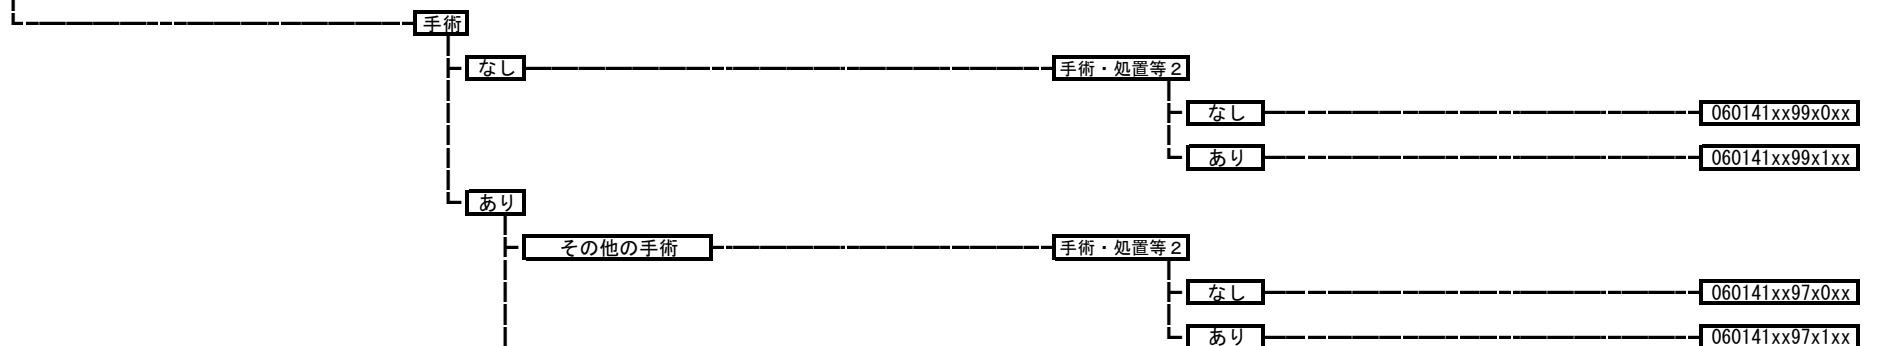 手術
なし 手術・処置等２
なし 060141xx99x0xx
あり 060141xx99x1xx
あり
その他の手術 手術・処置等２
なし 060141xx97x0xx
あり 060141xx97x1xx